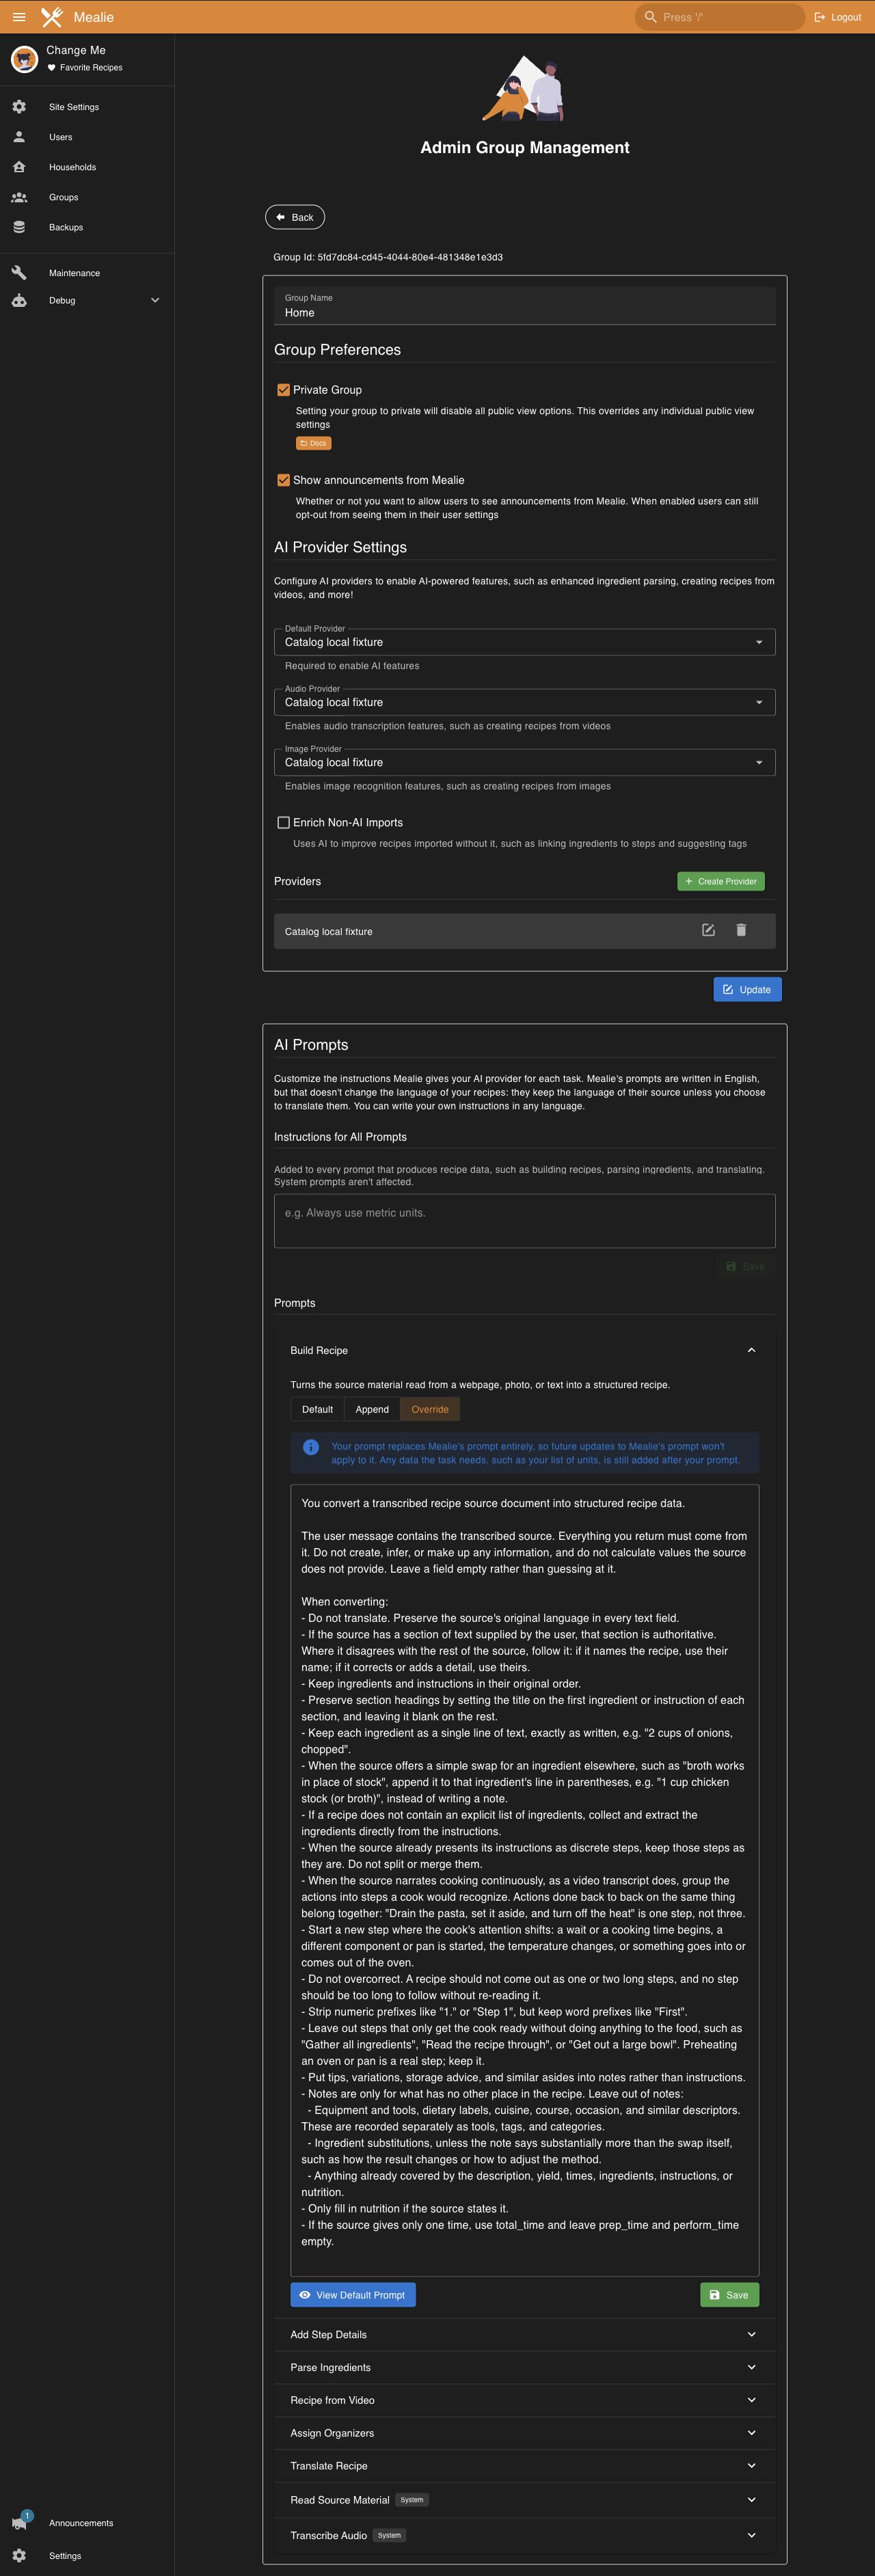 Mealie
Press '/'
Logout
Change Me
Favorite Recipes
Site Settings
Users
Households
Groups
Backups
Maintenance
Debug
Admin Group Management
Back
Group Id: 5fd7dc84-cd45-4044-80e4-481348e1e3d3
Group Name
Home
Group Preferences
Private Group
Setting your group to private will disable all public view options. This overrides any individual public view
settings
Docs
Show announcements from Mealie
Whether or not you want to allow users to see announcements from Mealie. When enabled users can still
opt-out from seeing them in their user settings
AI Provider Settings
Configure AI providers to enable AI-powered features, such as enhanced ingredient parsing, creating recipes from
videos, and more!
Default Provider
Catalog local fixture
Required to enable AI features
Audio Provider
Catalog local fixture
Enables audio transcription features, such as creating recipes from videos
Image Provider
Catalog local fixture
Enables image recognition features, such as creating recipes from images
Enrich Non-AI Imports
Uses AI to improve recipes imported without it, such as linking ingredients to steps and suggesting tags
Providers
Create Provider
Catalog local fixture
Update
AI Prompts
Customize the instructions Mealie gives your AI provider for each task. Mealie's prompts are written in English,
but that doesn't change the language of your recipes: they keep the language of their source unless you choose
to translate them. You can write your own instructions in any language.
Instructions for All Prompts
Added to every prompt that produces recipe data, such as building recipes, parsing ingredients, and translating.
System prompts aren't affected.
e.g. Always use metric units.
Save
Prompts
Build Recipe
Turns the source material read from a webpage, photo, or text into a structured recipe.
Default
Append
Override
Your prompt replaces Mealie's prompt entirely, so future updates to Mealie's prompt won't
apply to it. Any data the task needs, such as your list of units, is still added after your prompt.
You convert a transcribed recipe source document into structured recipe data.
The user message contains the transcribed source. Everything you return must come from
it. Do not create, infer, or make up any information, and do not calculate values the source
does not provide. Leave a field empty rather than guessing at it.
When converting:
- Do not translate. Preserve the source's original language in every text field.
- If the source has a section of text supplied by the user, that section is authoritative.
Where it disagrees with the rest of the source, follow it: if it names the recipe, use their
name; if it corrects or adds a detail, use theirs.
- Keep ingredients and instructions in their original order.
- Preserve section headings by setting the title on the first ingredient or instruction of each
section, and leaving it blank on the rest.
- Keep each ingredient as a single line of text, exactly as written, e.g. "2 cups of onions,
chopped".
- When the source offers a simple swap for an ingredient elsewhere, such as "broth works
in place of stock", append it to that ingredient's line in parentheses, e.g. "1 cup chicken
stock (or broth)", instead of writing a note.
- If a recipe does not contain an explicit list of ingredients, collect and extract the
ingredients directly from the instructions.
- When the source already presents its instructions as discrete steps, keep those steps as
they are. Do not split or merge them.
- When the source narrates cooking continuously, as a video transcript does, group the
actions into steps a cook would recognize. Actions done back to back on the same thing
belong together: "Drain the pasta, set it aside, and turn off the heat" is one step, not three.
- Start a new step where the cook's attention shifts: a wait or a cooking time begins, a
different component or pan is started, the temperature changes, or something goes into or
comes out of the oven.
- Do not overcorrect. A recipe should not come out as one or two long steps, and no step
should be too long to follow without re-reading it.
- Strip numeric prefixes like "1." or "Step 1", but keep word prefixes like "First".
- Leave out steps that only get the cook ready without doing anything to the food, such as
"Gather all ingredients", "Read the recipe through", or "Get out a large bowl". Preheating
an oven or pan is a real step; keep it.
- Put tips, variations, storage advice, and similar asides into notes rather than instructions.
- Notes are only for what has no other place in the recipe. Leave out of notes:
- Equipment and tools, dietary labels, cuisine, course, occasion, and similar descriptors.
These are recorded separately as tools, tags, and categories.
- Ingredient substitutions, unless the note says substantially more than the swap itself,
such as how the result changes or how to adjust the method.
- Anything already covered by the description, yield, times, ingredients, instructions, or
nutrition.
- Only fill in nutrition if the source states it.
- If the source gives only one time, use total_time and leave prep_time and perform_time
empty.
View Default Prompt
Save
Add Step Details
Parse Ingredients
Recipe from Video
Assign Organizers
Translate Recipe
Read Source Material System
Transcribe Audio System
1
Announcements
Settings